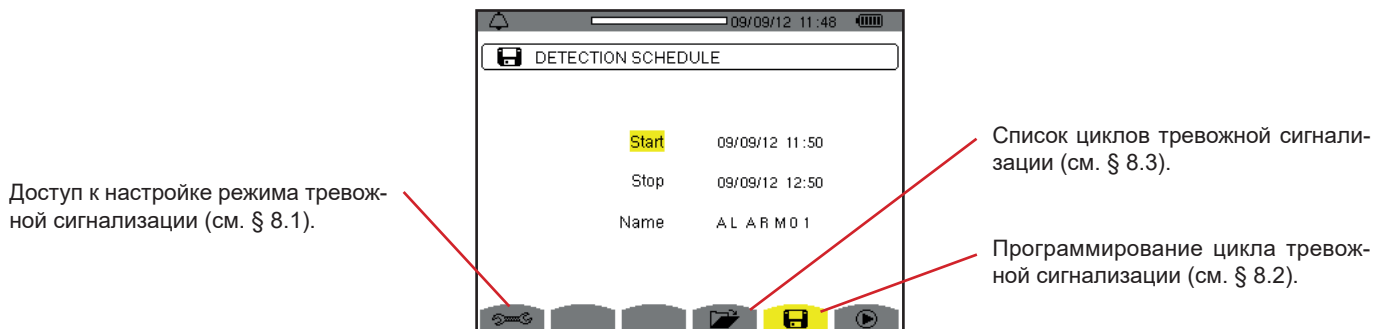 09/09/12 11:48
DETECTION SCHEDULE
Start 09/09/12 11:50
Stop 09/09/12 12:50
Name ALARM01
Доступ к настройке режима тревож-
ной сигнализации (см. § 8.1).
Список циклов тревожной сигнали-
зации (см. § 8.3).
Программирование цикла тревож-
ной сигнализации (см. § 8.2).